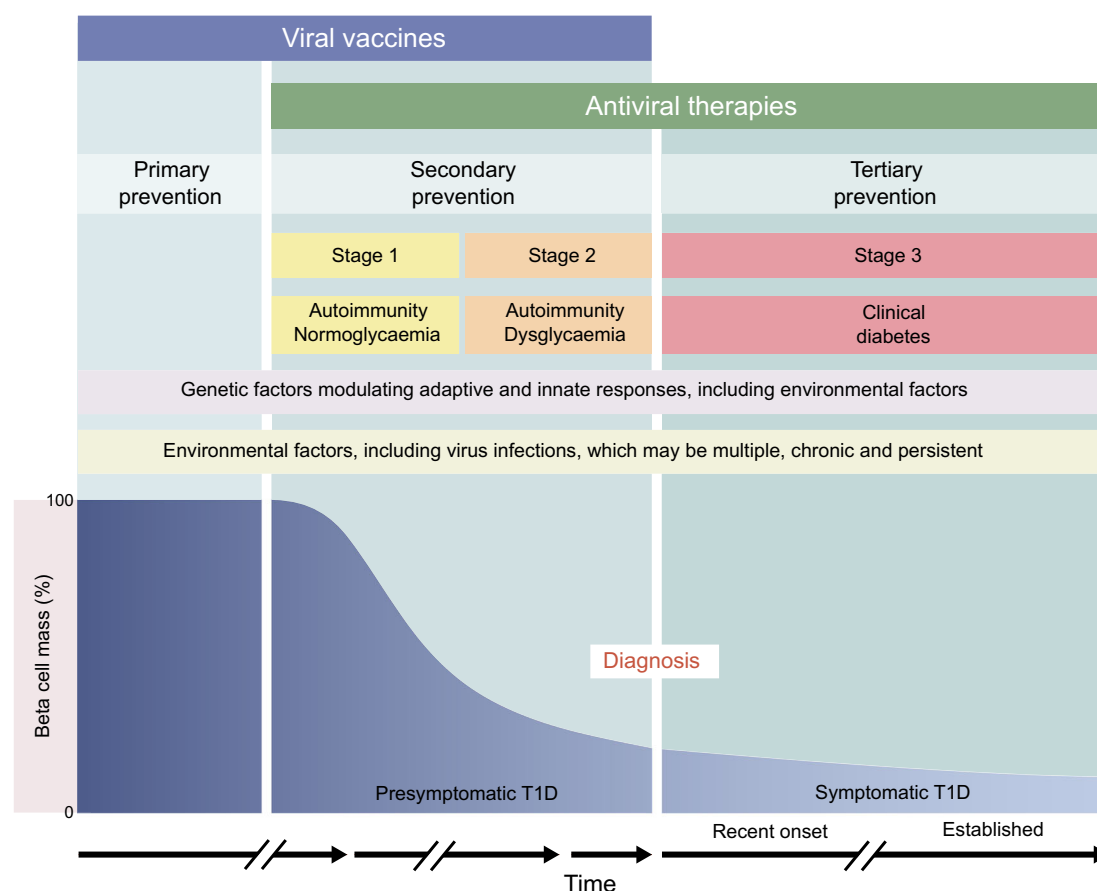 Viral vaccines
Antiviral therapies
Primary
prevention
Secondary
prevention
Tertiary
prevention
Stage 1
Stage 2
Stage 3
Autoimmunity
Normoglycaemia
Autoimmunity
Dysglycaemia
Clinical
diabetes
Genetic factors modulating adaptive and innate responses, including environmental factors
Environmental factors, including virus infections, which may be multiple, chronic and persistent
100
Beta cell mass (%)
Diagnosis
0
Presymptomatic T1D
Symptomatic T1D
Recent onset
Established
Time